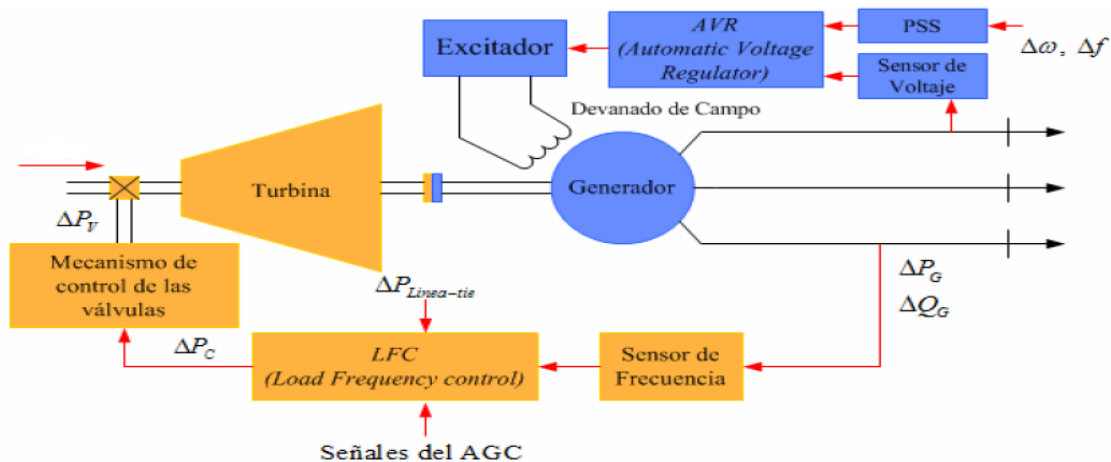 Excitador
AVR
(Automatic Voltage
Regulator)
PSS
Δω, Δf
Sensor de
Voltaje
Devanado de Campo
Turbina
Generador
ΔP_V
Mecanismo de
control de las
válvulas
ΔP_Linea-tie
ΔP_G
ΔQ_G
ΔP_C
LFC
(Load Frequency control)
Sensor de
Frecuencia
Señales del AGC